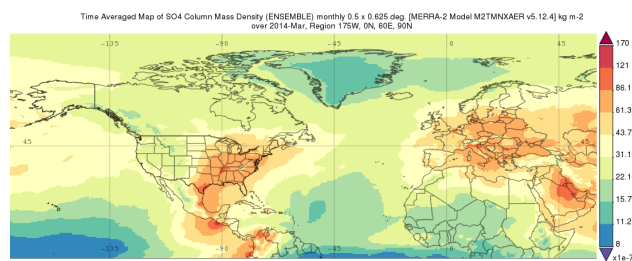 Time Averaged Map of SO4 Column Mass Density (ENSEMBLE) monthly 0.5 x 0.625 deg. [MERRA-2 Model M2TMNXAER v5.12.4] kg m-2
over 2014-Mar, Region 175W, 0N, 60E, 90N
-135 -90 -45 0 45
45 45
-135 -90 -45 0 45
170
121
86.1
61.3
43.7
31.1
22.1
15.7
11.2
8
x1e-7